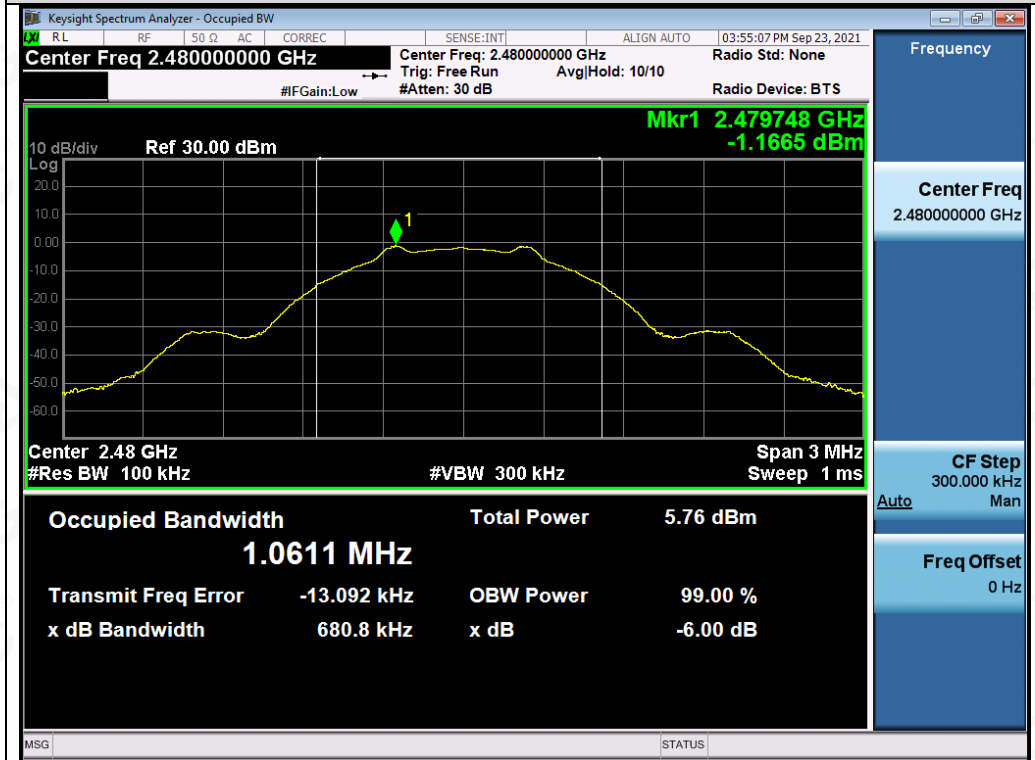 Keysight Spectrum Analyzer - Occupied BW
LXI RL RF 50 Ω AC CORREC SENSE:INT ALIGN AUTO 03:55:07 PM Sep 23, 2021
Center Freq 2.480000000 GHz
Center Freq: 2.480000000 GHz
Radio Std: None
Trig: Free Run Avg|Hold: 10/10
#IFGain:Low
#Atten: 30 dB
Radio Device: BTS
Mkr1 2.479748 GHz
-1.1665 dBm
10 dB/div Ref 30.00 dBm
Log
20.0
10.0
1
0.00
-10.0
-20.0
-30.0
-40.0
-50.0
-60.0
Center 2.48 GHz Span 3 MHz
#Res BW 100 kHz #VBW 300 kHz Sweep 1 ms
Occupied Bandwidth Total Power 5.76 dBm
1.0611 MHz
Transmit Freq Error -13.092 kHz OBW Power 99.00 %
x dB Bandwidth 680.8 kHz x dB -6.00 dB
Frequency
Center Freq
2.480000000 GHz
CF Step
300.000 kHz
Auto Man
Freq Offset
0 Hz
MSG STATUS